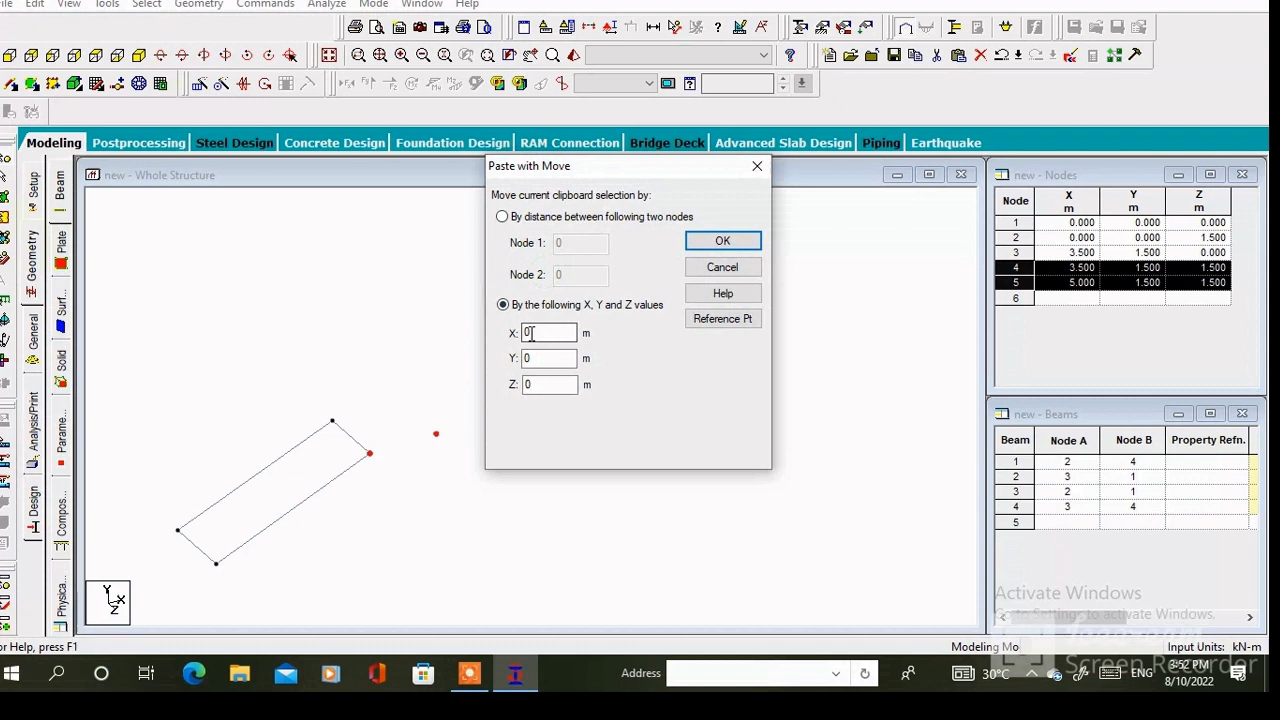 ile Edit View Tools Select Geometry Commands Analyze Mode Window Help
Modeling Postprocessing Steel Design Concrete Design Foundation Design RAM Connection Bridge Deck Advanced Slab Design Piping Earthquake
Setup
Geometry
General
Analysis/Print
Design
Beam
Plate
Surf...
Solid
Parame...
Compos...
Physica...
new - Whole Structure
Y
X
Z
Paste with Move
Move current clipboard selection by:
By distance between following two nodes
Node 1: 0
Node 2: 0
By the following X, Y and Z values
X: 0 m
Y: 0 m
Z: 0 m
OK
Cancel
Help
Reference Pt
new - Nodes
Node X m Y m Z m
1 0.000 0.000 0.000
2 0.000 0.000 1.500
3 3.500 1.500 0.000
4 3.500 1.500 1.500
5 5.000 1.500 1.500
6
new - Beams
Beam Node A Node B Property Refn.
1 2 4
2 3 1
3 2 1
4 3 4
5
Activate Windows
Go to Settings to activate Windows.
or Help, press F1
Modeling Mo
Input Units: kN-m
Screen Recorder
Address
30°C
ENG
3:52 PM
8/10/2022